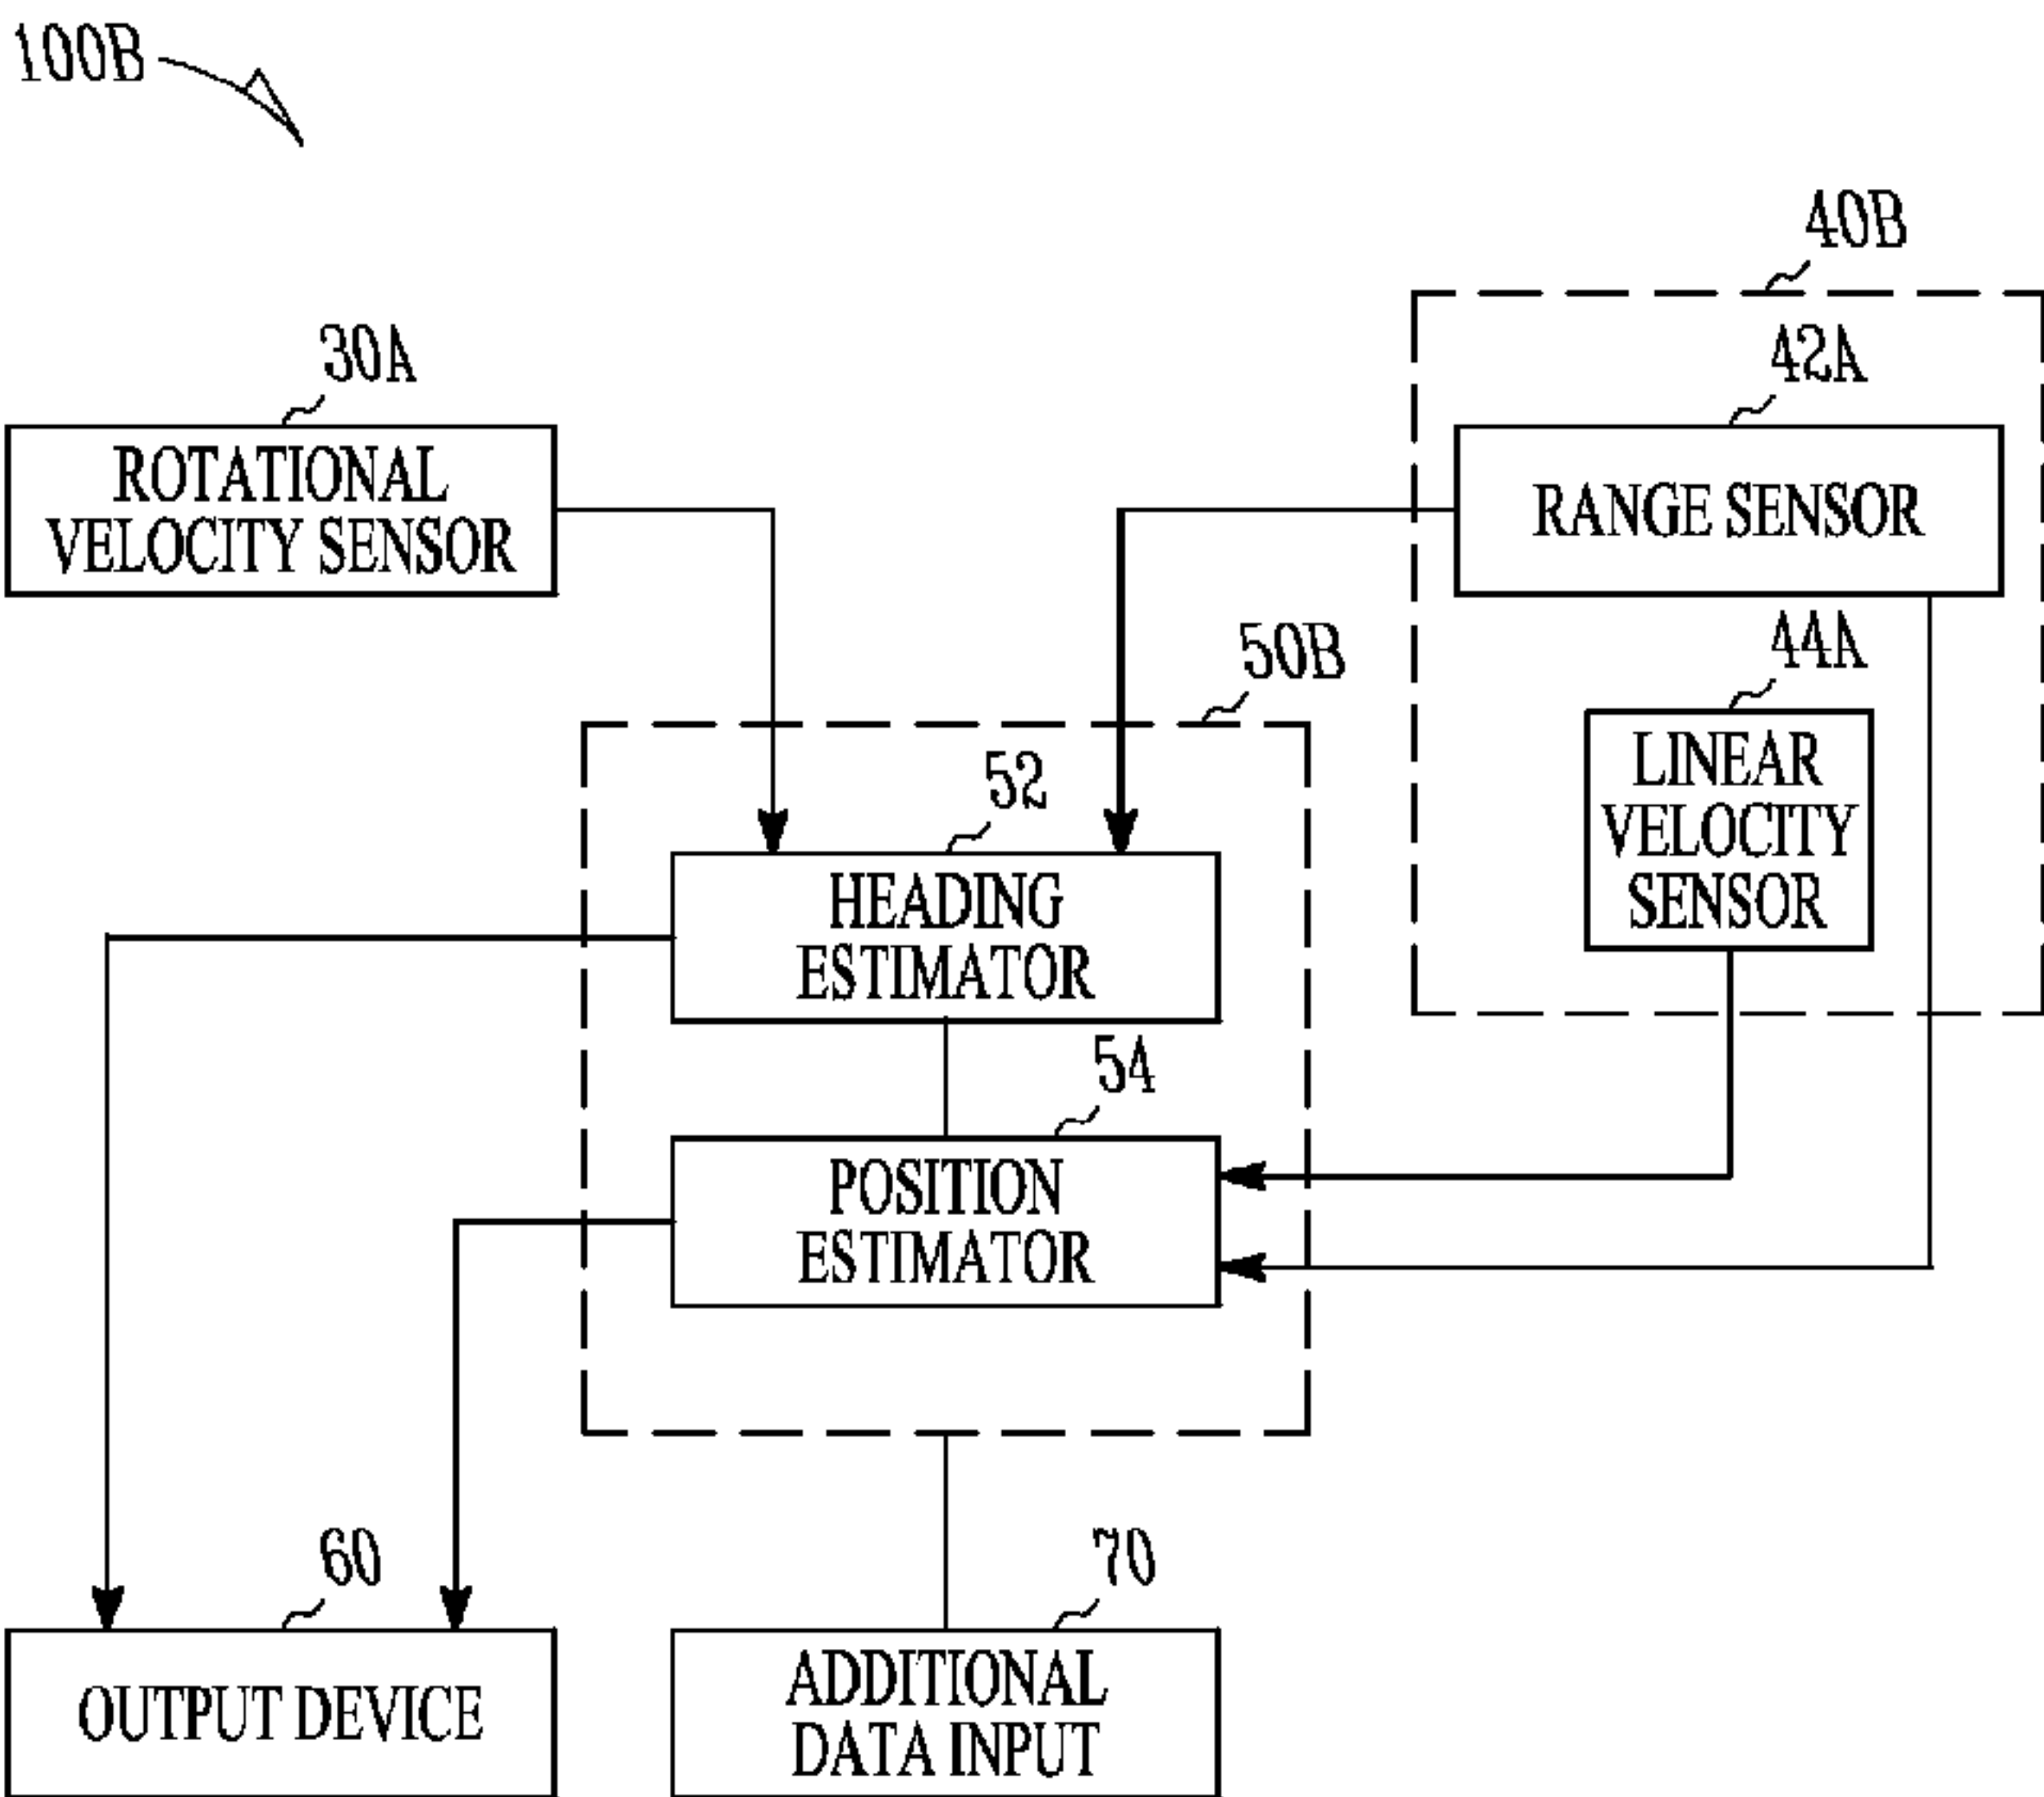 100B
40B
30A
42A
ROTATIONAL
VELOCITY SENSOR
RANGE SENSOR
50B
44A
LINEAR
VELOCITY
SENSOR
52
HEADING
ESTIMATOR
54
POSITION
ESTIMATOR
60
70
OUTPUT DEVICE
ADDITIONAL
DATA INPUT